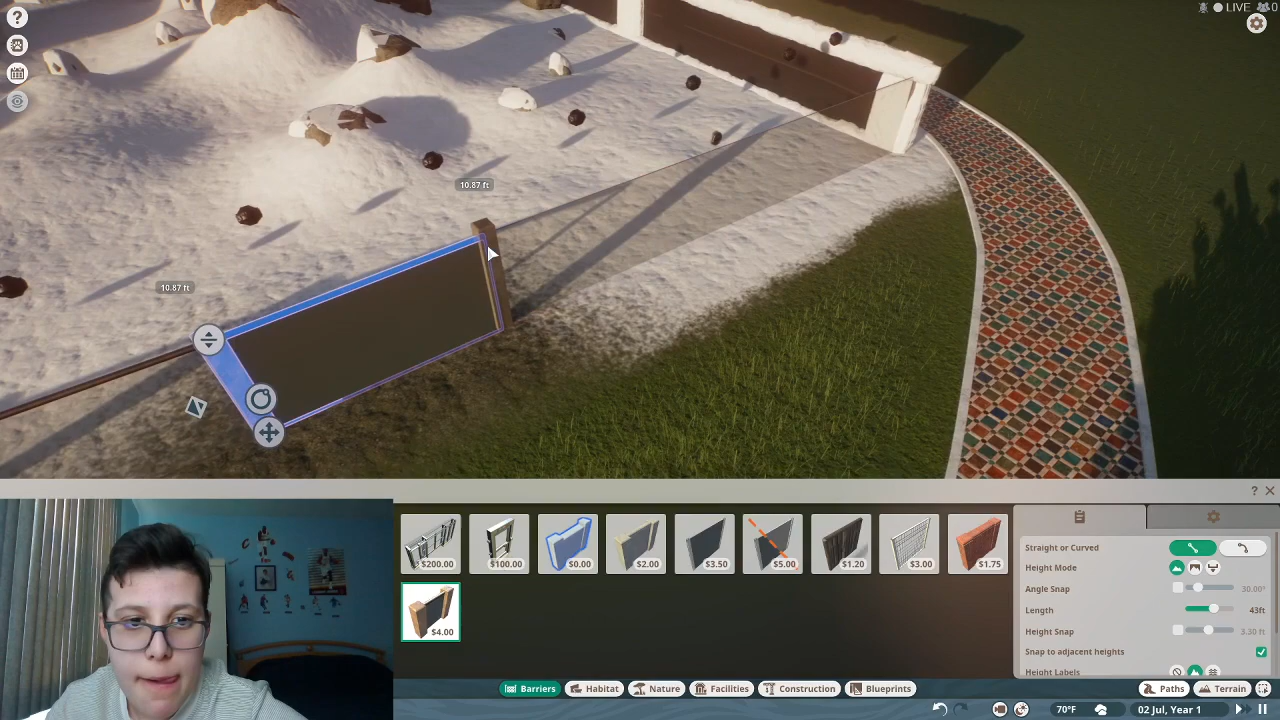 LIVE 0
10.87 ft
10.87 ft
$200.00
$100.00
$0.00
$2.00
$3.50
$5.00
$1.20
$3.00
$1.75
$4.00
Straight or Curved
Height Mode
Angle Snap 30.00°
Length 43ft
Height Snap 3.30 ft
Snap to adjacent heights
Height Labels
Barriers Habitat Nature Facilities Construction Blueprints Paths Terrain
70°F 02 Jul, Year 1